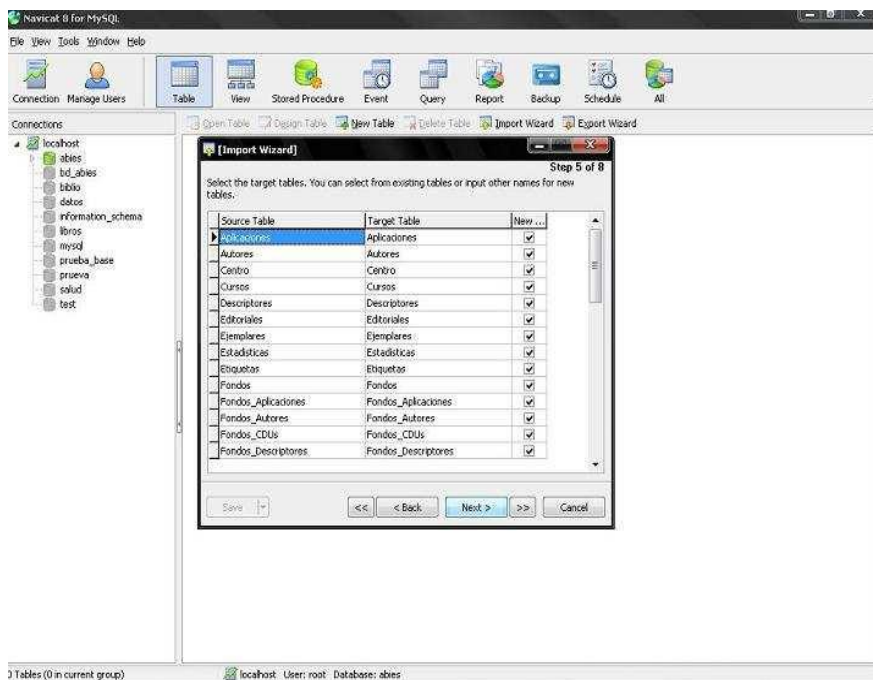 Navicat 8 for MySQL
File View Tools Window Help
Connection Manage Users Table View Stored Procedure Event Query Report Backup Schedule All
Connections
Open Table Design Table New Table Delete Table Import Wizard Export Wizard
localhost
abies
bd_abies
biblio
datos
information_schema
libros
mysql
prueba_base
prueva
salud
test
[Import Wizard]
Step 5 of 8
Select the target tables. You can select from existing tables or input other names for new
tables.
Source Table Target Table New ...
Aplicaciones Aplicaciones
Autores Autores
Centro Centro
Cursos Cursos
Descriptores Descriptores
Editoriales Editoriales
Ejemplares Ejemplares
Estadisticas Estadisticas
Etiquetas Etiquetas
Fondos Fondos
Fondos_Aplicaciones Fondos_Aplicaciones
Fondos_Autores Fondos_Autores
Fondos_CDUs Fondos_CDUs
Fondos_Descriptores Fondos_Descriptores
Save << < Back Next > >> Cancel
0 Tables (0 in current group) localhost User: root Database: abies